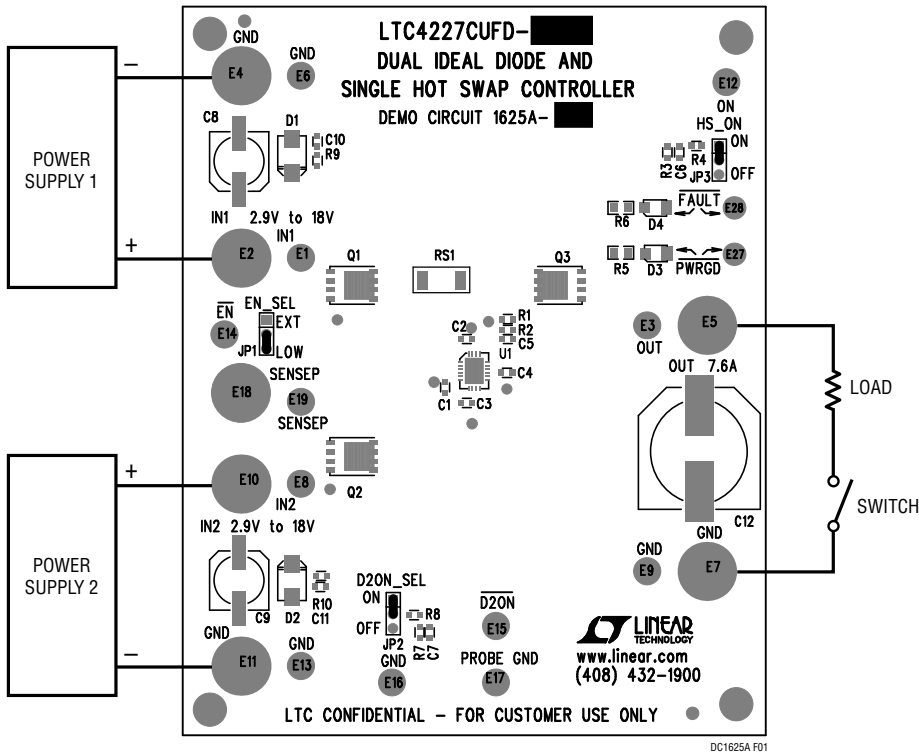 LTC4227CUFD-
DUAL IDEAL DIODE AND
SINGLE HOT SWAP CONTROLLER
DEMO CIRCUIT 1625A-
GND
E4
GND
E6
–
POWER
SUPPLY 1
+
C8
D1
C10
R9
IN1 2.9V to 18V
IN1
E2
E1
E12
ON
HS_ON
ON
OFF
R3
C6
R4
JP3
FAULT
R6
D4
E28
R5
D3
PWRGD
E27
Q1
RS1
Q3
EN
E14
EN_SEL
EXT
JP1
LOW
E18
SENSEP
E19
SENSEP
C2
R1
R2
C5
U1
C4
C1
C3
E3
OUT
E5
OUT 7.6A
LOAD
SWITCH
C12
GND
E7
GND
E9
Q2
+
POWER
SUPPLY 2
–
E10
E8
IN2
IN2 2.9V to 18V
C9
D2
R10
C11
GND
E11
GND
E13
D2ON_SEL
ON
OFF
JP2
R8
R7
C7
GND
E16
D2ON
E15
PROBE GND
E17
LINEAR
TECHNOLOGY
www.linear.com
(408) 432-1900
LTC CONFIDENTIAL – FOR CUSTOMER USE ONLY
DC1625A F01